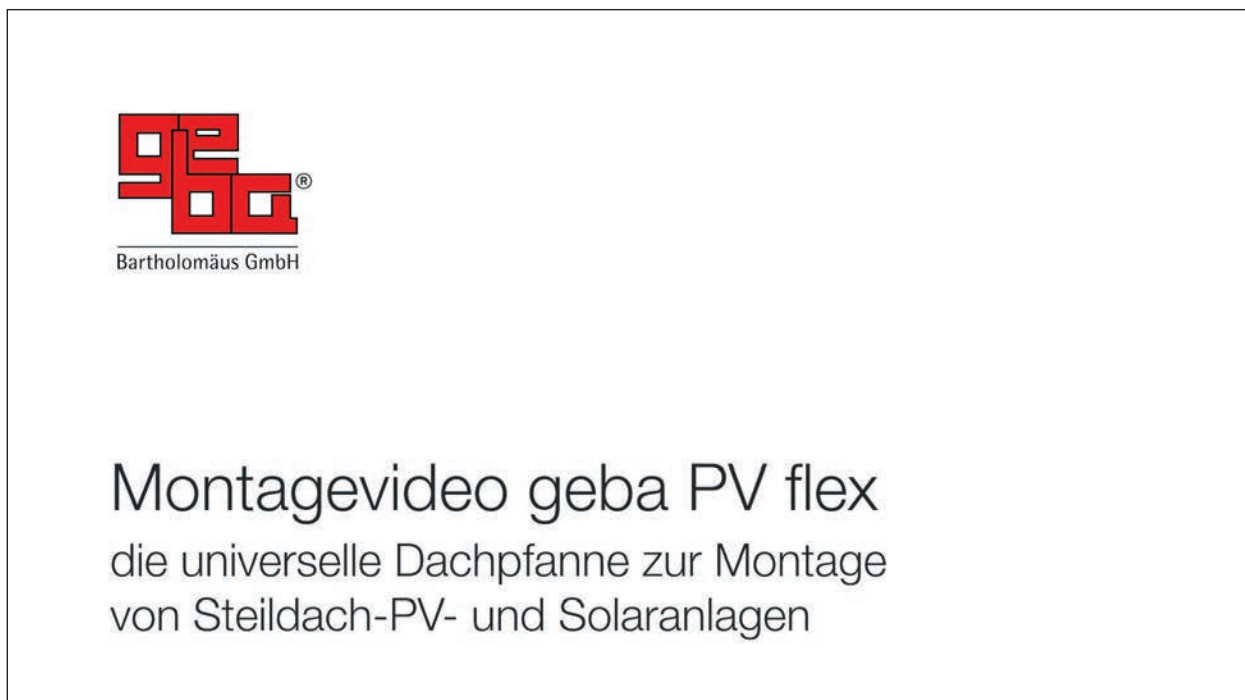 geba®
Bartholomäus GmbH
Montagevideo geba PV flex
die universelle Dachpfanne zur Montage
von Steildach-PV- und Solaranlagen